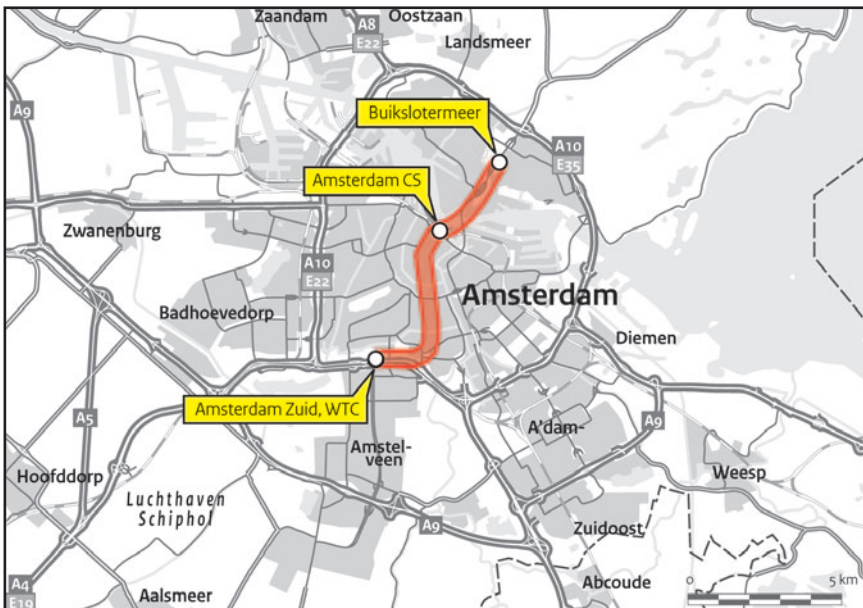 Zaandam
A8
E22
Oostzaan
Landsmeer
A9
Buikslotermeer
A10
E35
Amsterdam CS
Zwanenburg
A10
E22
Amsterdam
Badhoevedorp
Diemen
Amsterdam Zuid, WTC
A5
A'dam-
A9
Amstel-
veen
Hoofddorp
Weesp
Luchthaven
Schiphol
A9
Zuidoost
A4
E19
Aalsmeer
Abcoude
0
5 km